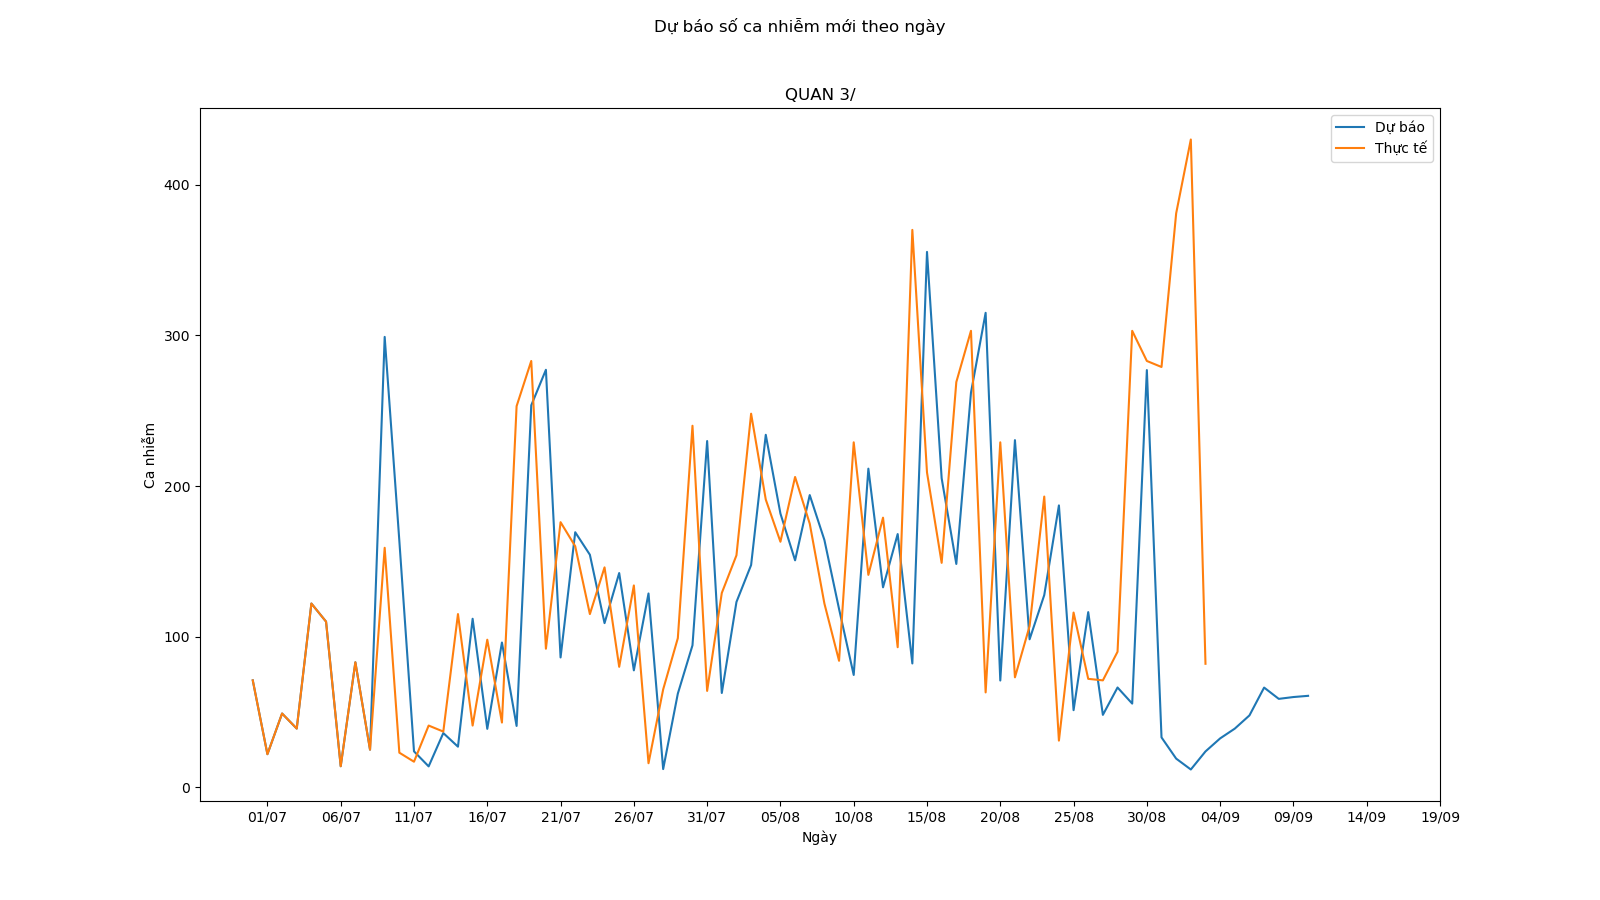 Dự báo số ca nhiễm mới theo ngày
QUAN 3/
Dự báo
Thực tế
Ca nhiễm
400
300
200
100
0
01/07 06/07 11/07 16/07 21/07 26/07 31/07 05/08 10/08 15/08 20/08 25/08 30/08 04/09 09/09 14/09 19/09
Ngày